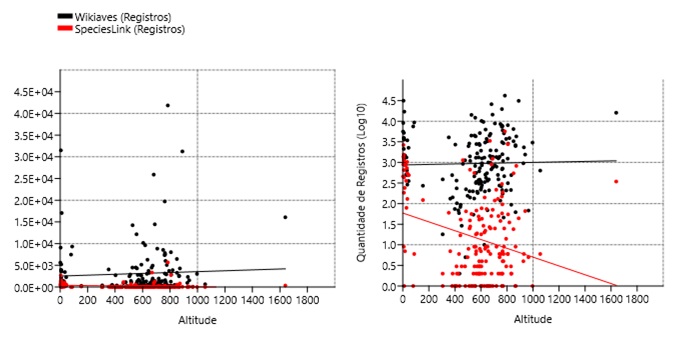 Wikiaves (Registros)
SpeciesLink (Registros)
4.5E+04
4.0E+04
3.5E+04
3.0E+04
2.5E+04
2.0E+04
1.5E+04
1.0E+04
5.0E+03
0.0E+00
0 200 400 600 800 1000 1200 1400 1600 1800
Altitude
Quantidade de Registros (Log10)
4.5
4.0
3.5
3.0
2.5
2.0
1.5
1.0
0.5
0.0
0 200 400 600 800 1000 1200 1400 1600 1800
Altitude